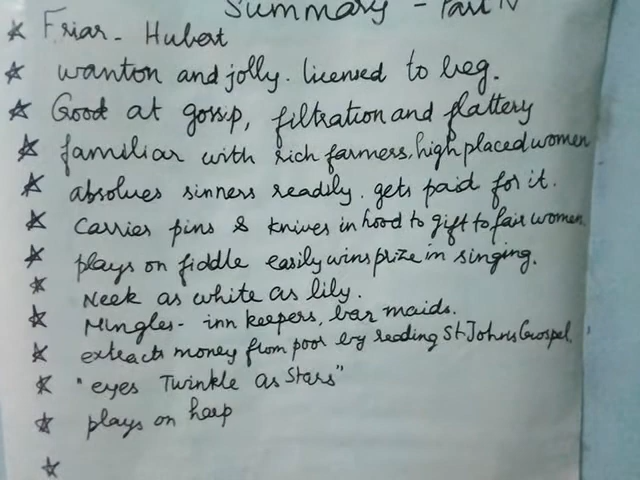 Summary - Part IV
Friar - Hubert
wanton and jolly. licensed to beg.
Good at gossip, filtration and flattery
familiar with rich farmers, high placed women
absolves sinners readily. gets paid for it.
Carries pins & knives in hood to gift to fair women.
plays on fiddle easily wins prize in singing.
Neek as white as lily.
Mingles - inn keepers, bar maids.
extracts money from poor by reading St. Johns Gospel.
"eyes Twinkle as Stars"
plays on harp